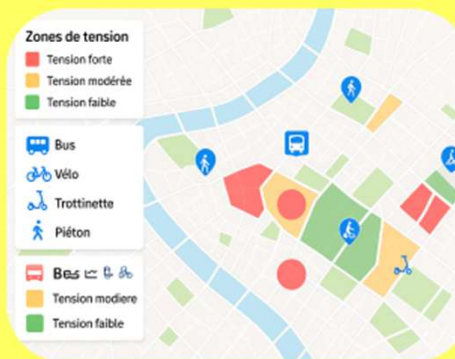 Zones de tension
Tension forte
Tension modérée
Tension faible
Bus
Vélo
Trottinette
Piéton
Tension modiere
Tension faible